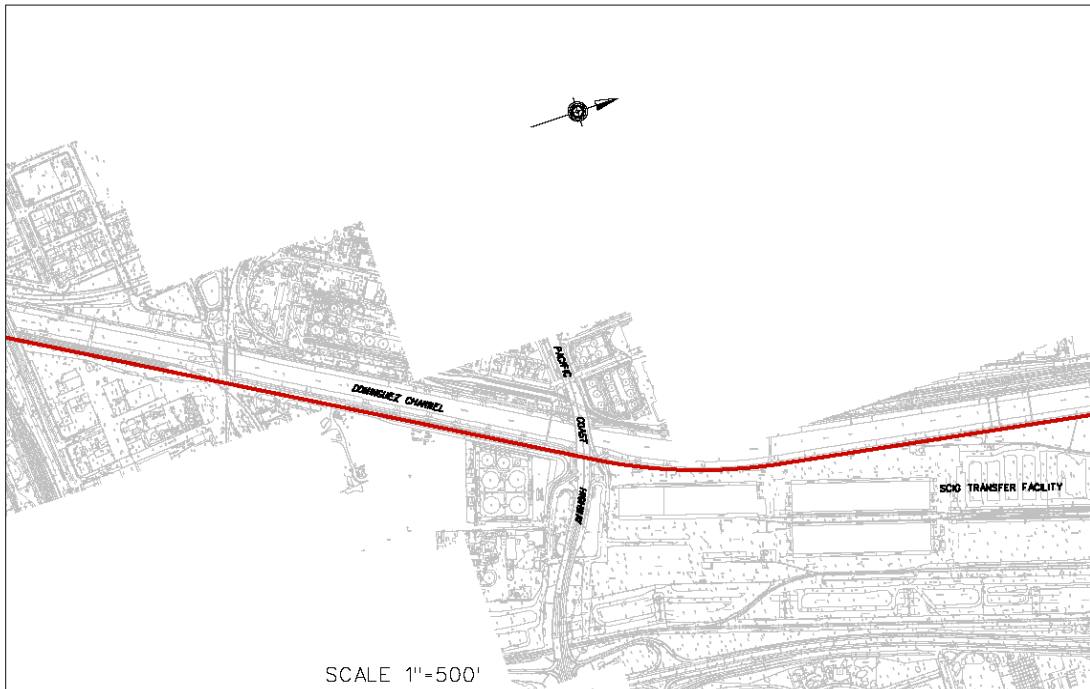 PACIFIC
COAST
HIGHWAY
DOMINGUEZ CHANNEL
SCIG TRANSFER FACILITY
SCALE 1"=500'